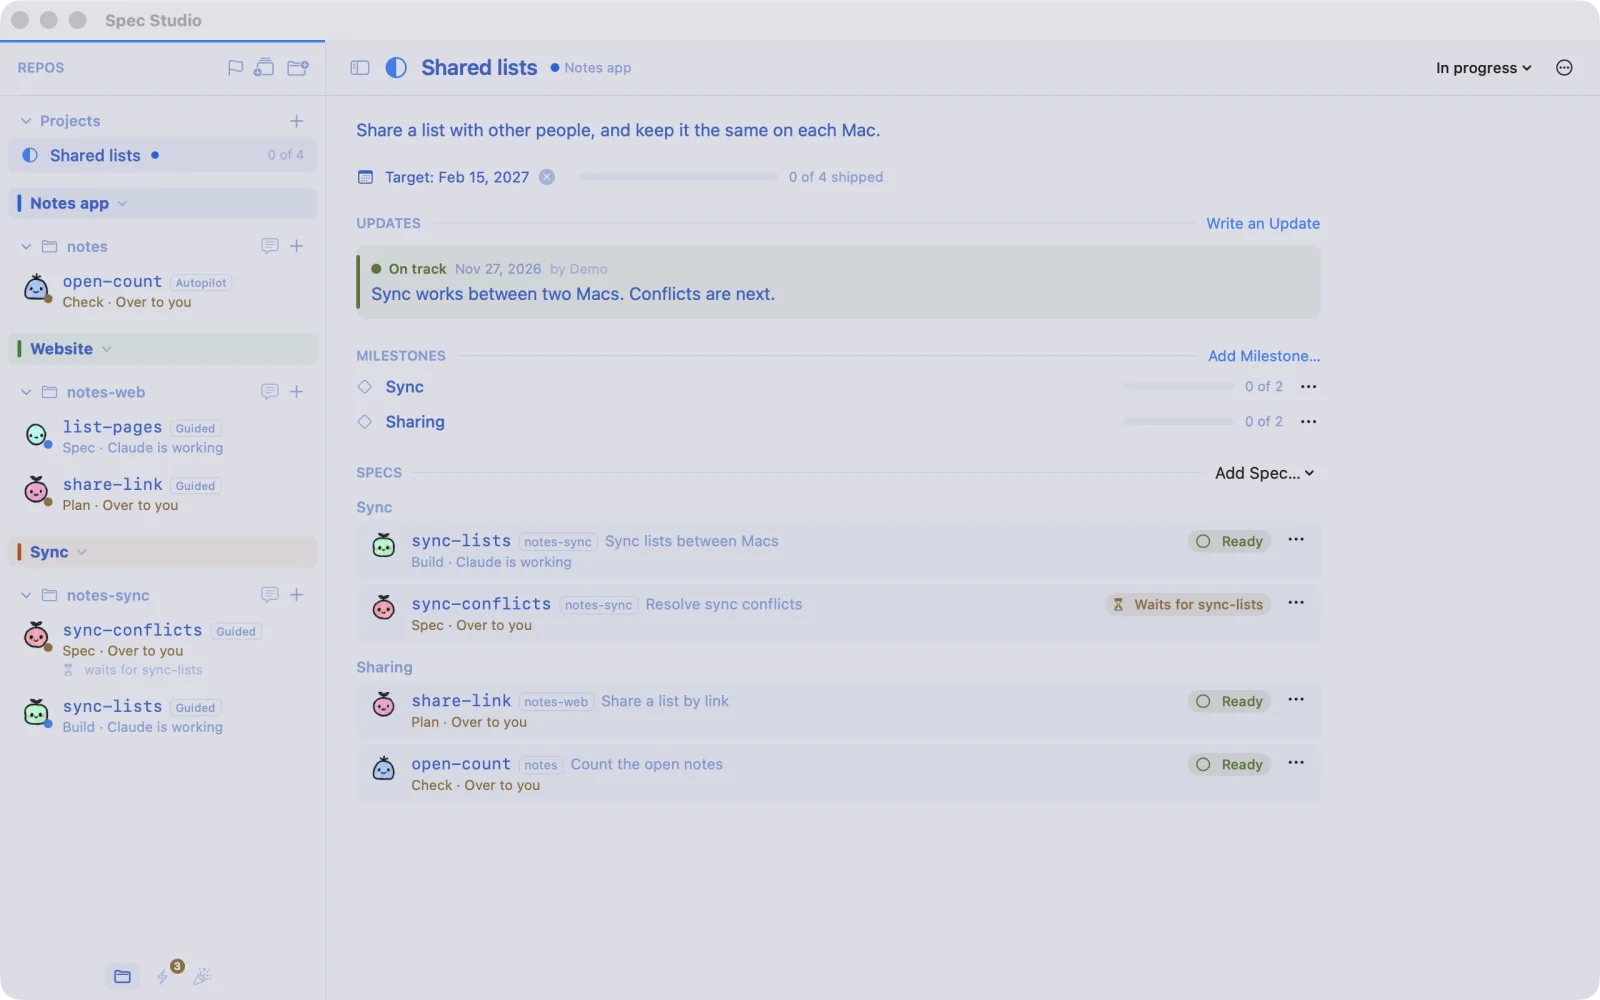 Spec Studio
REPOS
Projects
Shared lists
0 of 4
Notes app
notes
open-count Autopilot
Check · Over to you
Website
notes-web
list-pages Guided
Spec · Claude is working
share-link Guided
Plan · Over to you
Sync
notes-sync
sync-conflicts Guided
Spec · Over to you
waits for sync-lists
sync-lists Guided
Build · Claude is working
3
Shared lists Notes app
In progress
Share a list with other people, and keep it the same on each Mac.
Target: Feb 15, 2027 0 of 4 shipped
UPDATES Write an Update
On track Nov 27, 2026 by Demo
Sync works between two Macs. Conflicts are next.
MILESTONES Add Milestone...
Sync 0 of 2
Sharing 0 of 2
SPECS Add Spec...
Sync
sync-lists notes-sync Sync lists between Macs Ready
Build · Claude is working
sync-conflicts notes-sync Resolve sync conflicts Waits for sync-lists
Spec · Over to you
Sharing
share-link notes-web Share a list by link Ready
Plan · Over to you
open-count notes Count the open notes Ready
Check · Over to you